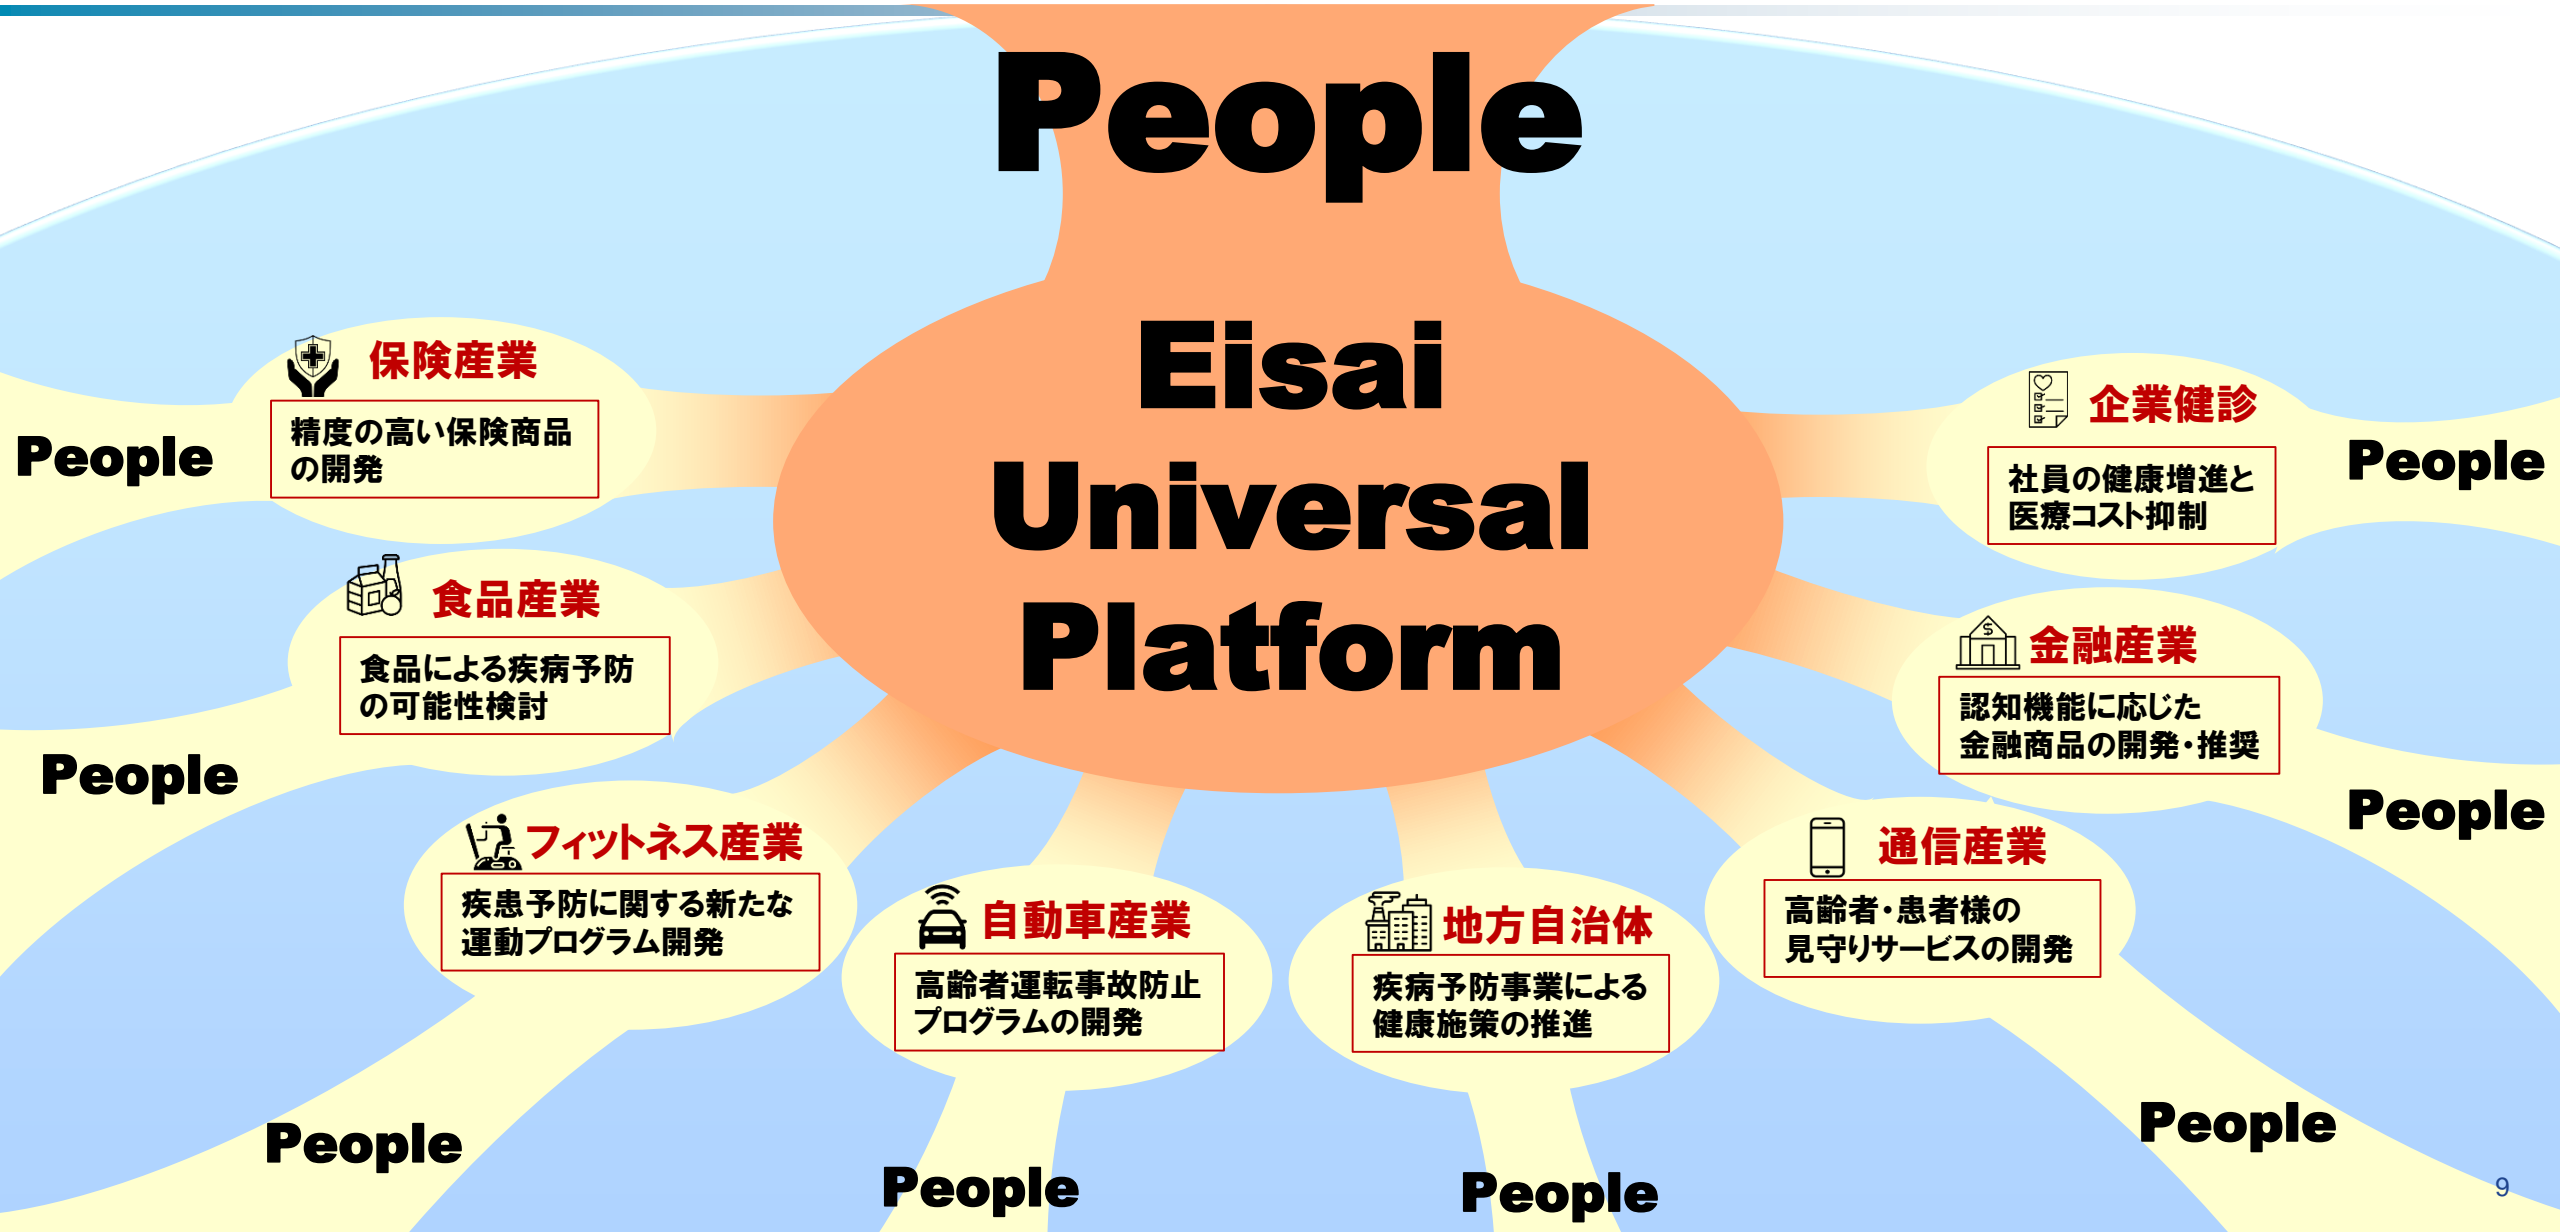 People
Eisai
Universal
Platform
保険産業
精度の高い保険商品
の開発
People
食品産業
食品による疾病予防
の可能性検討
People
フィットネス産業
疾患予防に関する新たな
運動プログラム開発
People
自動車産業
高齢者運転事故防止
プログラムの開発
People
地方自治体
疾病予防事業による
健康施策の推進
People
通信産業
高齢者・患者様の
見守りサービスの開発
People
金融産業
認知機能に応じた
金融商品の開発・推奨
People
企業健診
社員の健康増進と
医療コスト抑制
People
9